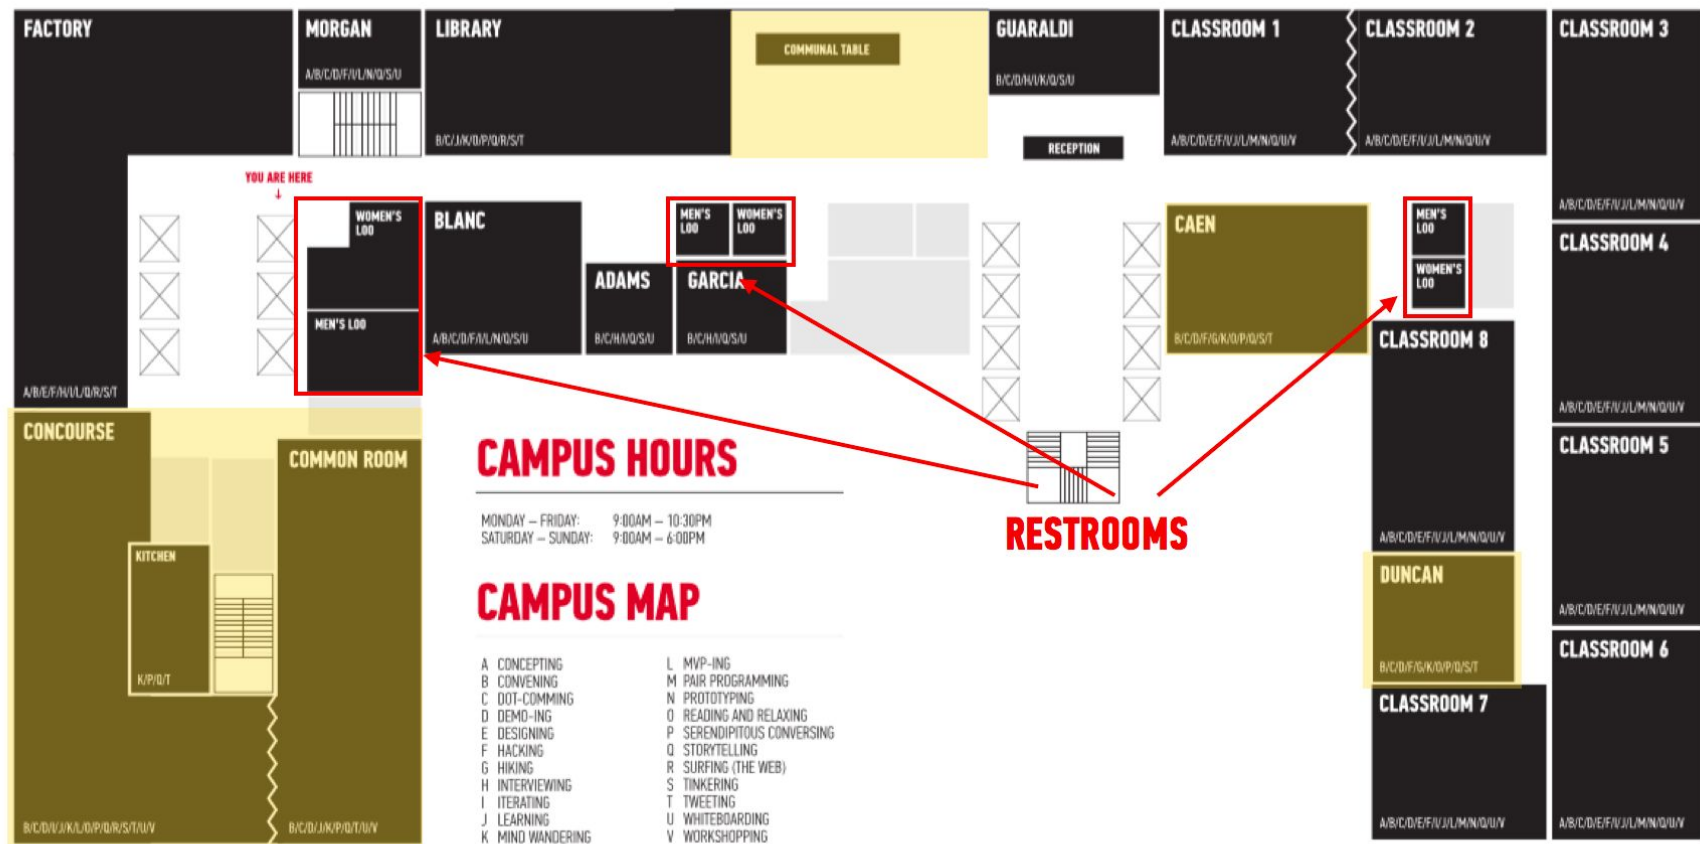 FACTORY
A/B/E/F/H/I/L/Q/R/S/T
MORGAN
A/B/C/D/F/I/L/N/Q/S/U
LIBRARY
B/C/J/K/O/P/Q/R/S/T
COMMUNAL TABLE
GUARALDI
B/C/D/H/I/K/Q/S/U
RECEPTION
CLASSROOM 1
A/B/C/D/E/F/I/J/L/M/N/Q/U/V
CLASSROOM 2
A/B/C/D/E/F/I/J/L/M/N/Q/U/V
CLASSROOM 3
A/B/C/D/E/F/I/J/L/M/N/Q/U/V
YOU ARE HERE
↓
WOMEN'S
LOO
MEN'S LOO
BLANC
A/B/C/D/F/I/L/N/Q/S/U
ADAMS
B/C/H/I/Q/S/U
MEN'S
LOO
WOMEN'S
LOO
GARCIA
B/C/H/I/Q/S/U
CAEN
B/C/D/F/G/K/O/P/Q/S/T
MEN'S
LOO
WOMEN'S
LOO
CLASSROOM 4
A/B/C/D/E/F/I/J/L/M/N/Q/U/V
CLASSROOM 8
A/B/C/D/E/F/I/J/L/M/N/Q/U/V
CLASSROOM 5
A/B/C/D/E/F/I/J/L/M/N/Q/U/V
DUNCAN
B/C/D/F/G/K/O/P/Q/S/T
CLASSROOM 6
A/B/C/D/E/F/I/J/L/M/N/Q/U/V
CLASSROOM 7
A/B/C/D/E/F/I/J/L/M/N/Q/U/V
CONCOURSE
B/C/D/I/J/K/L/O/P/Q/R/S/T/U/V
KITCHEN
K/P/Q/T
COMMON ROOM
B/C/D/J/K/P/Q/T/U/V
RESTROOMS
CAMPUS HOURS
MONDAY – FRIDAY: 9:00AM – 10:30PM
SATURDAY – SUNDAY: 9:00AM – 6:00PM
CAMPUS MAP
A CONCEPTING
B CONVENING
C DOT-COMMING
D DEMO-ING
E DESIGNING
F HACKING
G HIKING
H INTERVIEWING
I ITERATING
J LEARNING
K MIND WANDERING
L MVP-ING
M PAIR PROGRAMMING
N PROTOTYPING
O READING AND RELAXING
P SERENDIPITOUS CONVERSING
Q STORYTELLING
R SURFING (THE WEB)
S TINKERING
T TWEETING
U WHITEBOARDING
V WORKSHOPPING